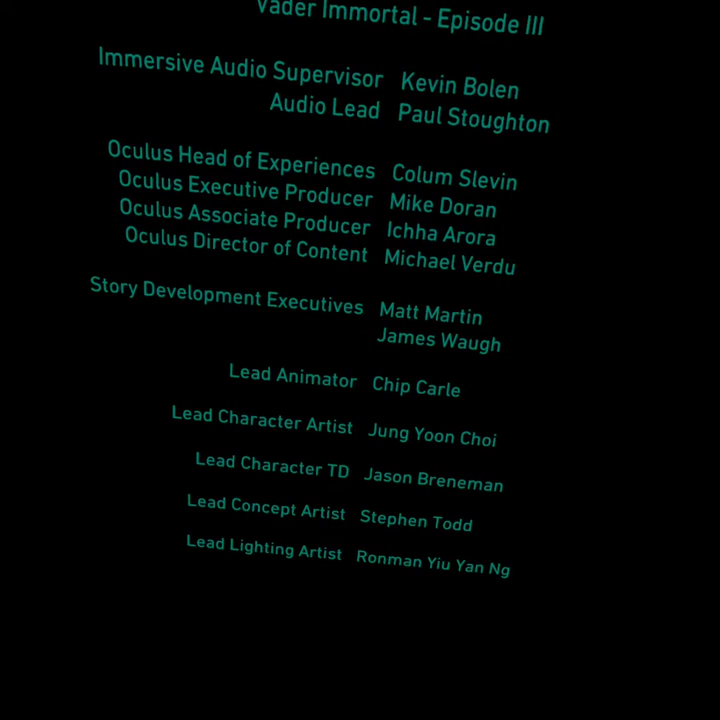 Vader Immortal - Episode III
Immersive Audio Supervisor Kevin Bolen
Audio Lead Paul Stoughton
Oculus Head of Experiences Colum Slevin
Oculus Executive Producer Mike Doran
Oculus Associate Producer Ichha Arora
Oculus Director of Content Michael Verdu
Story Development Executives Matt Martin
James Waugh
Lead Animator Chip Carle
Lead Character Artist Jung Yoon Choi
Lead Character TD Jason Breneman
Lead Concept Artist Stephen Todd
Lead Lighting Artist Ronman Yiu Yan Ng